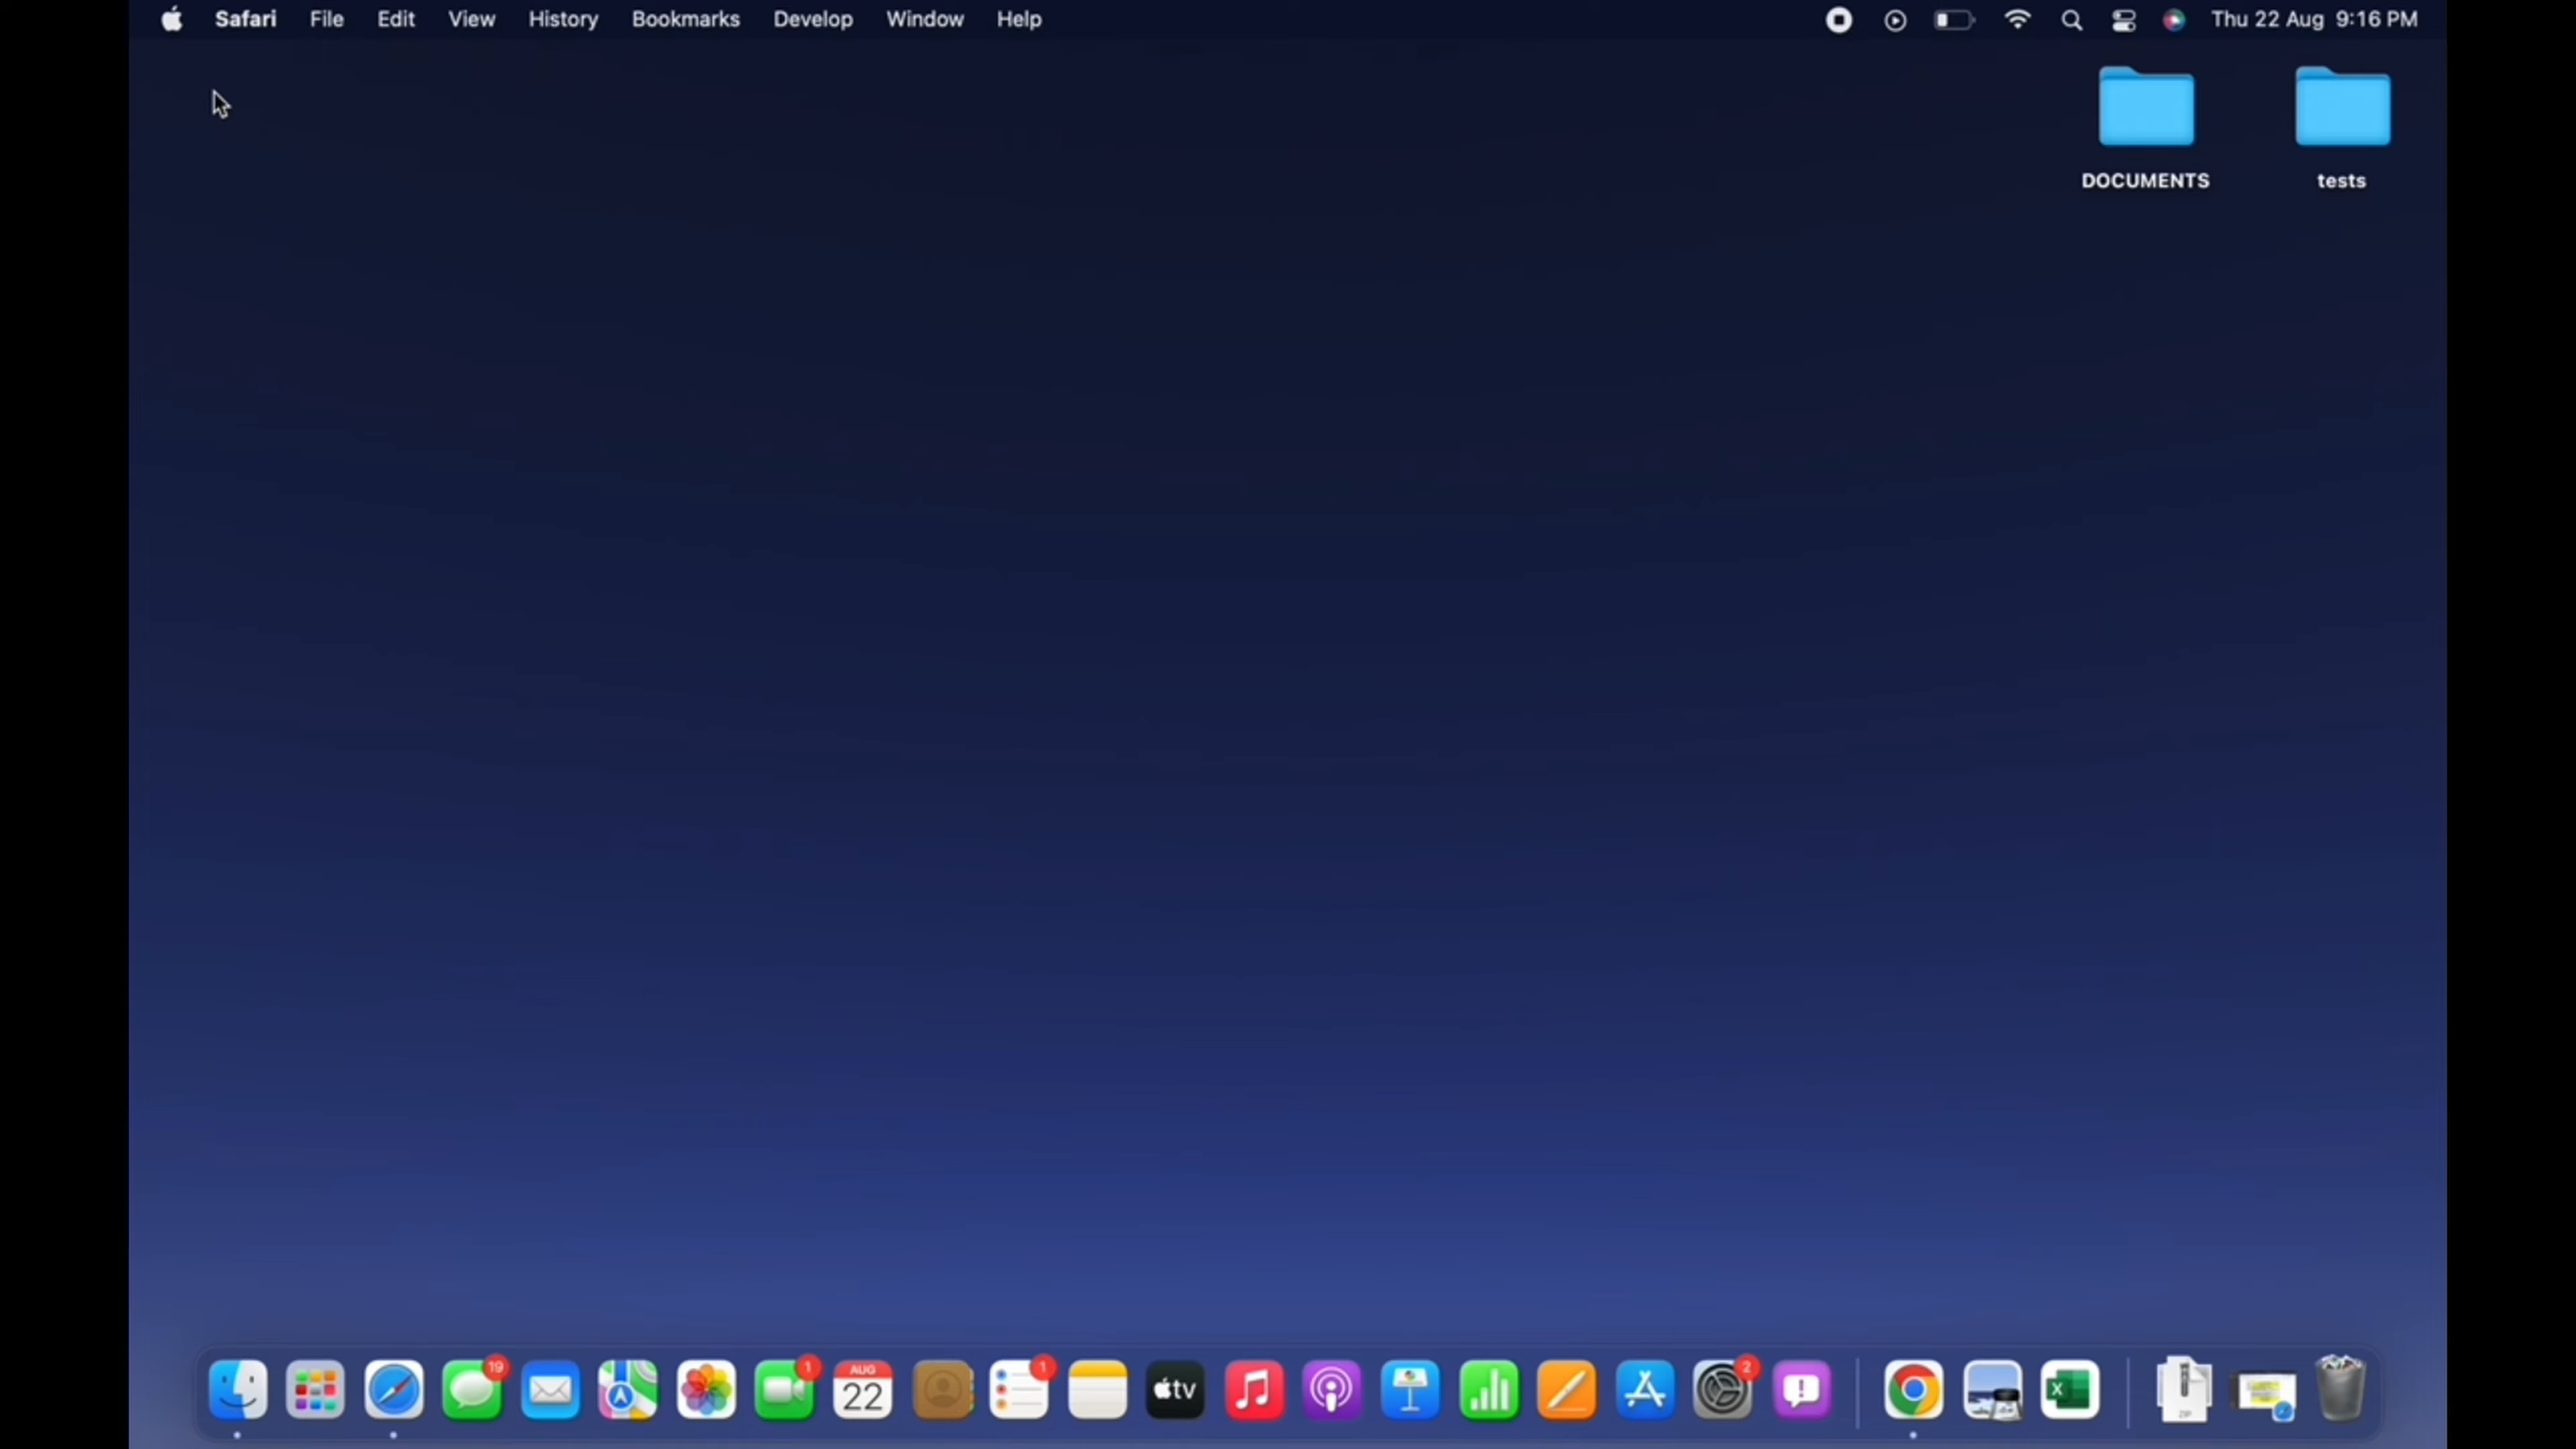 Safari File Edit View History Bookmarks Develop Window Help Thu 22 Aug 9:16 PM
DOCUMENTS tests
19 1 AUG 22 1 tv 2 X ZIP